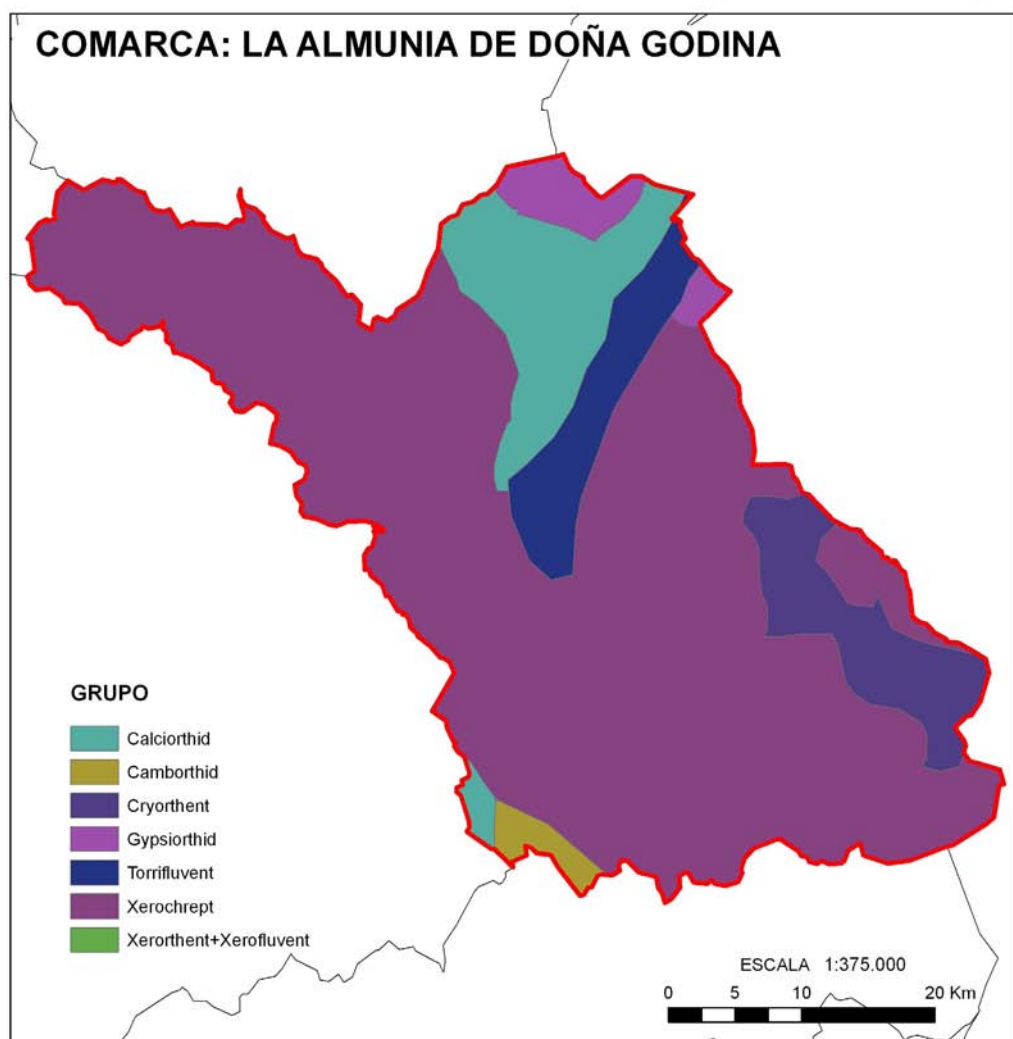 COMARCA: LA ALMUNIA DE DOÑA GODINA
GRUPO
Calciorthid
Camborthid
Cryorthent
Gypsiorthid
Torrifluvent
Xerochrept
Xerorthent+Xerofluvent
ESCALA 1:375.000
0 5 10 20 Km